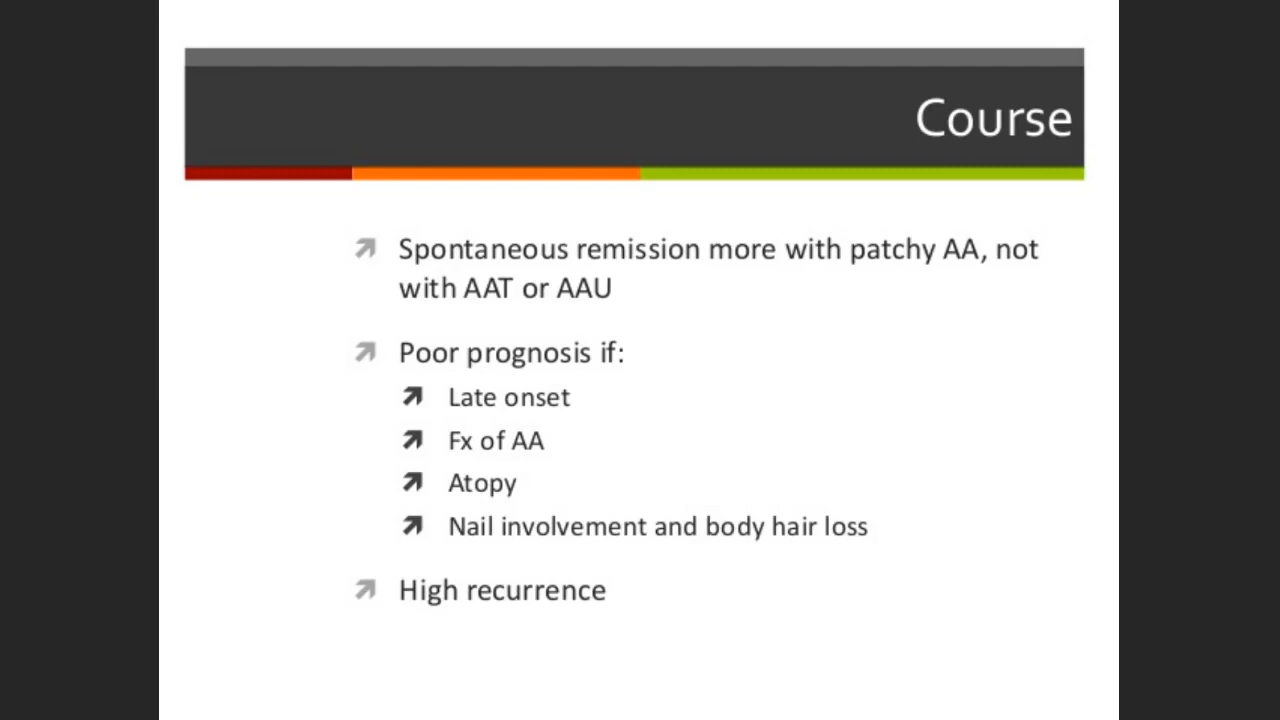 Course
Spontaneous remission more with patchy AA, not
with AAT or AAU
Poor prognosis if:
Late onset
Fx of AA
Atopy
Nail involvement and body hair loss
High recurrence